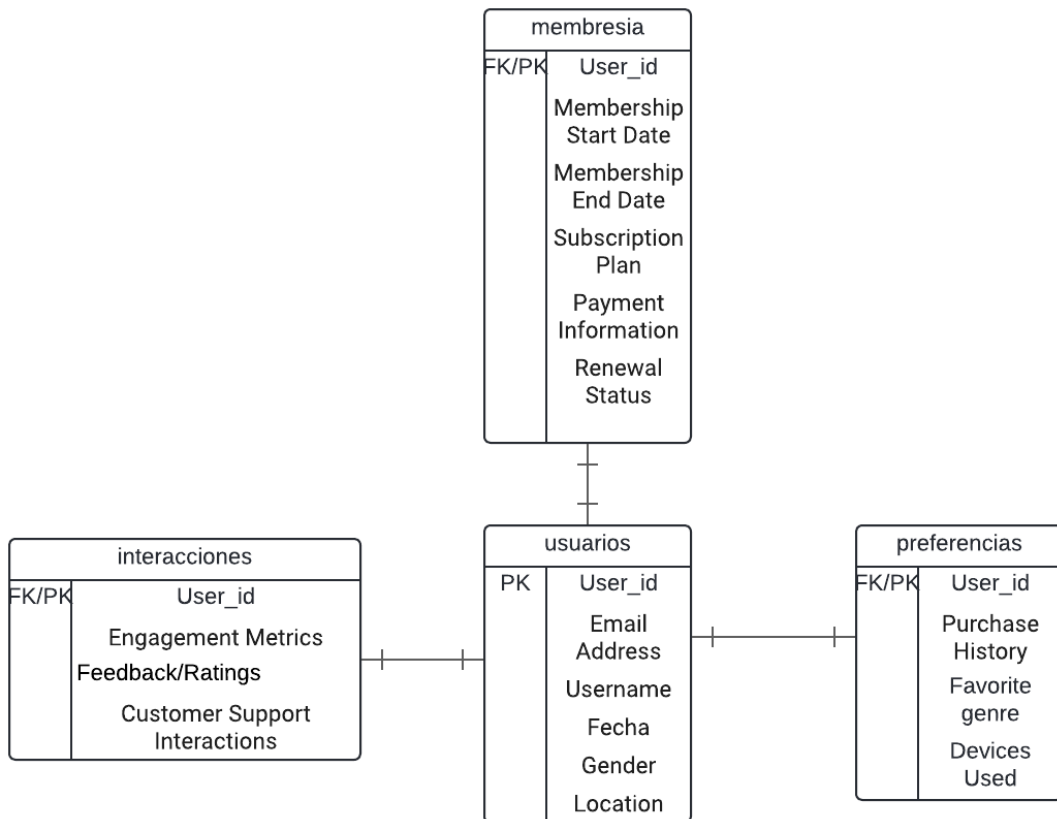 membresia
FK/PK User_id
Membership
Start Date
Membership
End Date
Subscription
Plan
Payment
Information
Renewal
Status
interacciones
FK/PK User_id
Engagement Metrics
Feedback/Ratings
Customer Support
Interactions
usuarios
PK User_id
Email
Address
Username
Fecha
Gender
Location
preferencias
FK/PK User_id
Purchase
History
Favorite
genre
Devices
Used